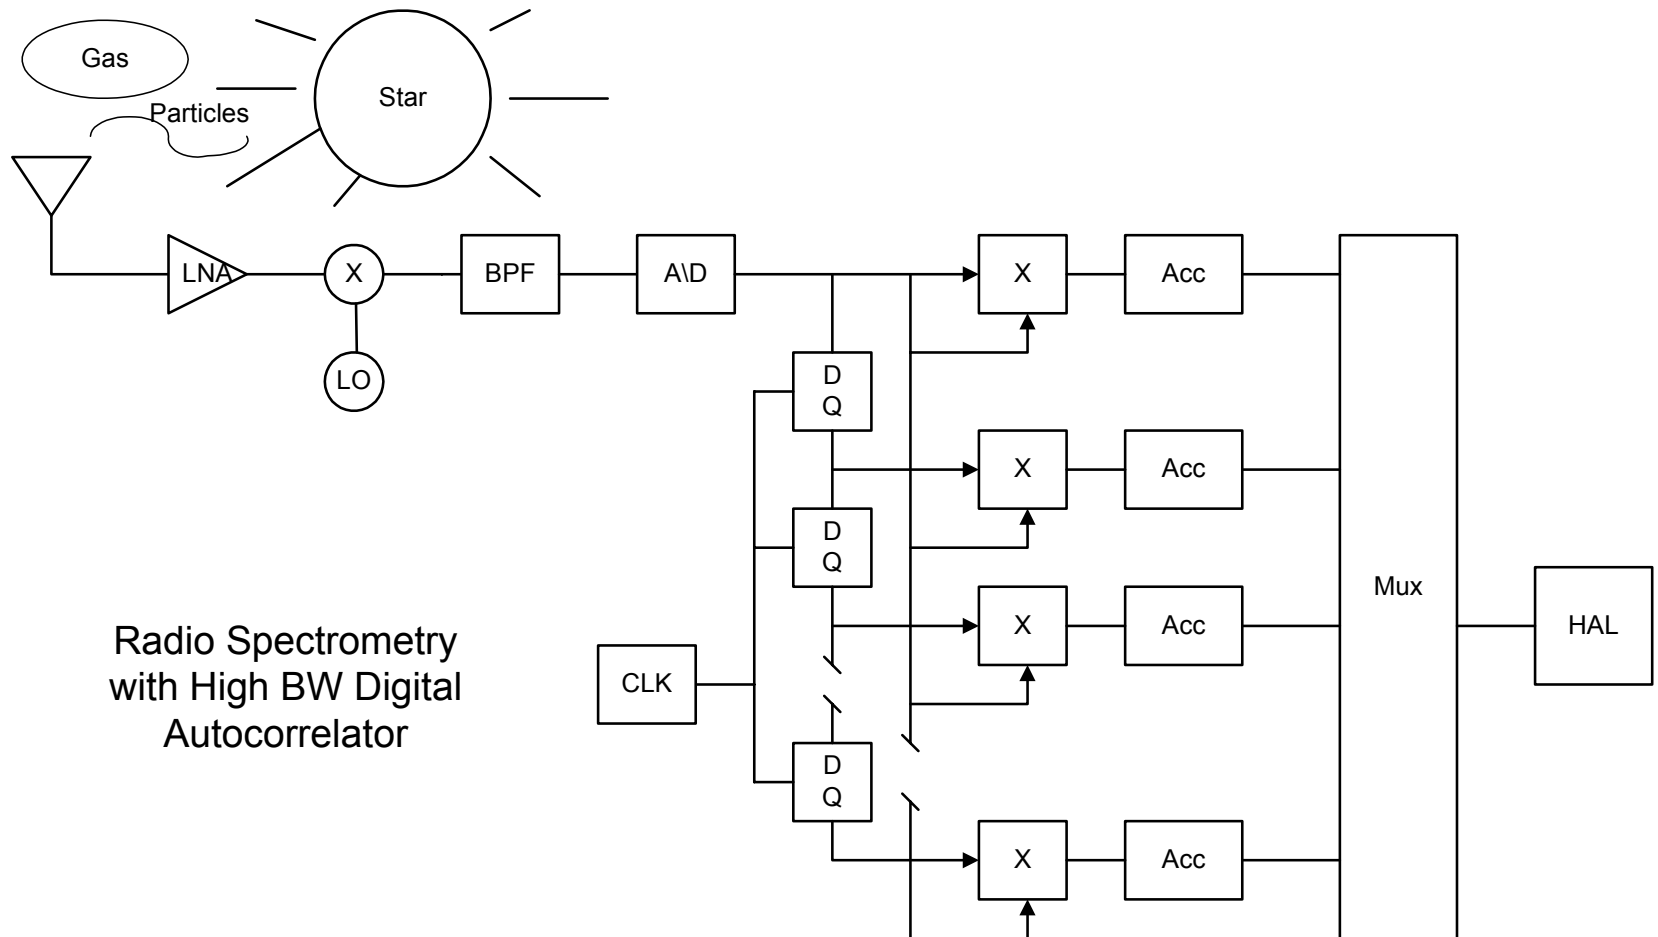 Gas
Star
Particles
LNA
X
BPF
A\D
X
Acc
LO
D
Q
X
Acc
D
Q
Mux
X
Acc
HAL
Radio Spectrometry
with High BW Digital
Autocorrelator
CLK
D
Q
X
Acc